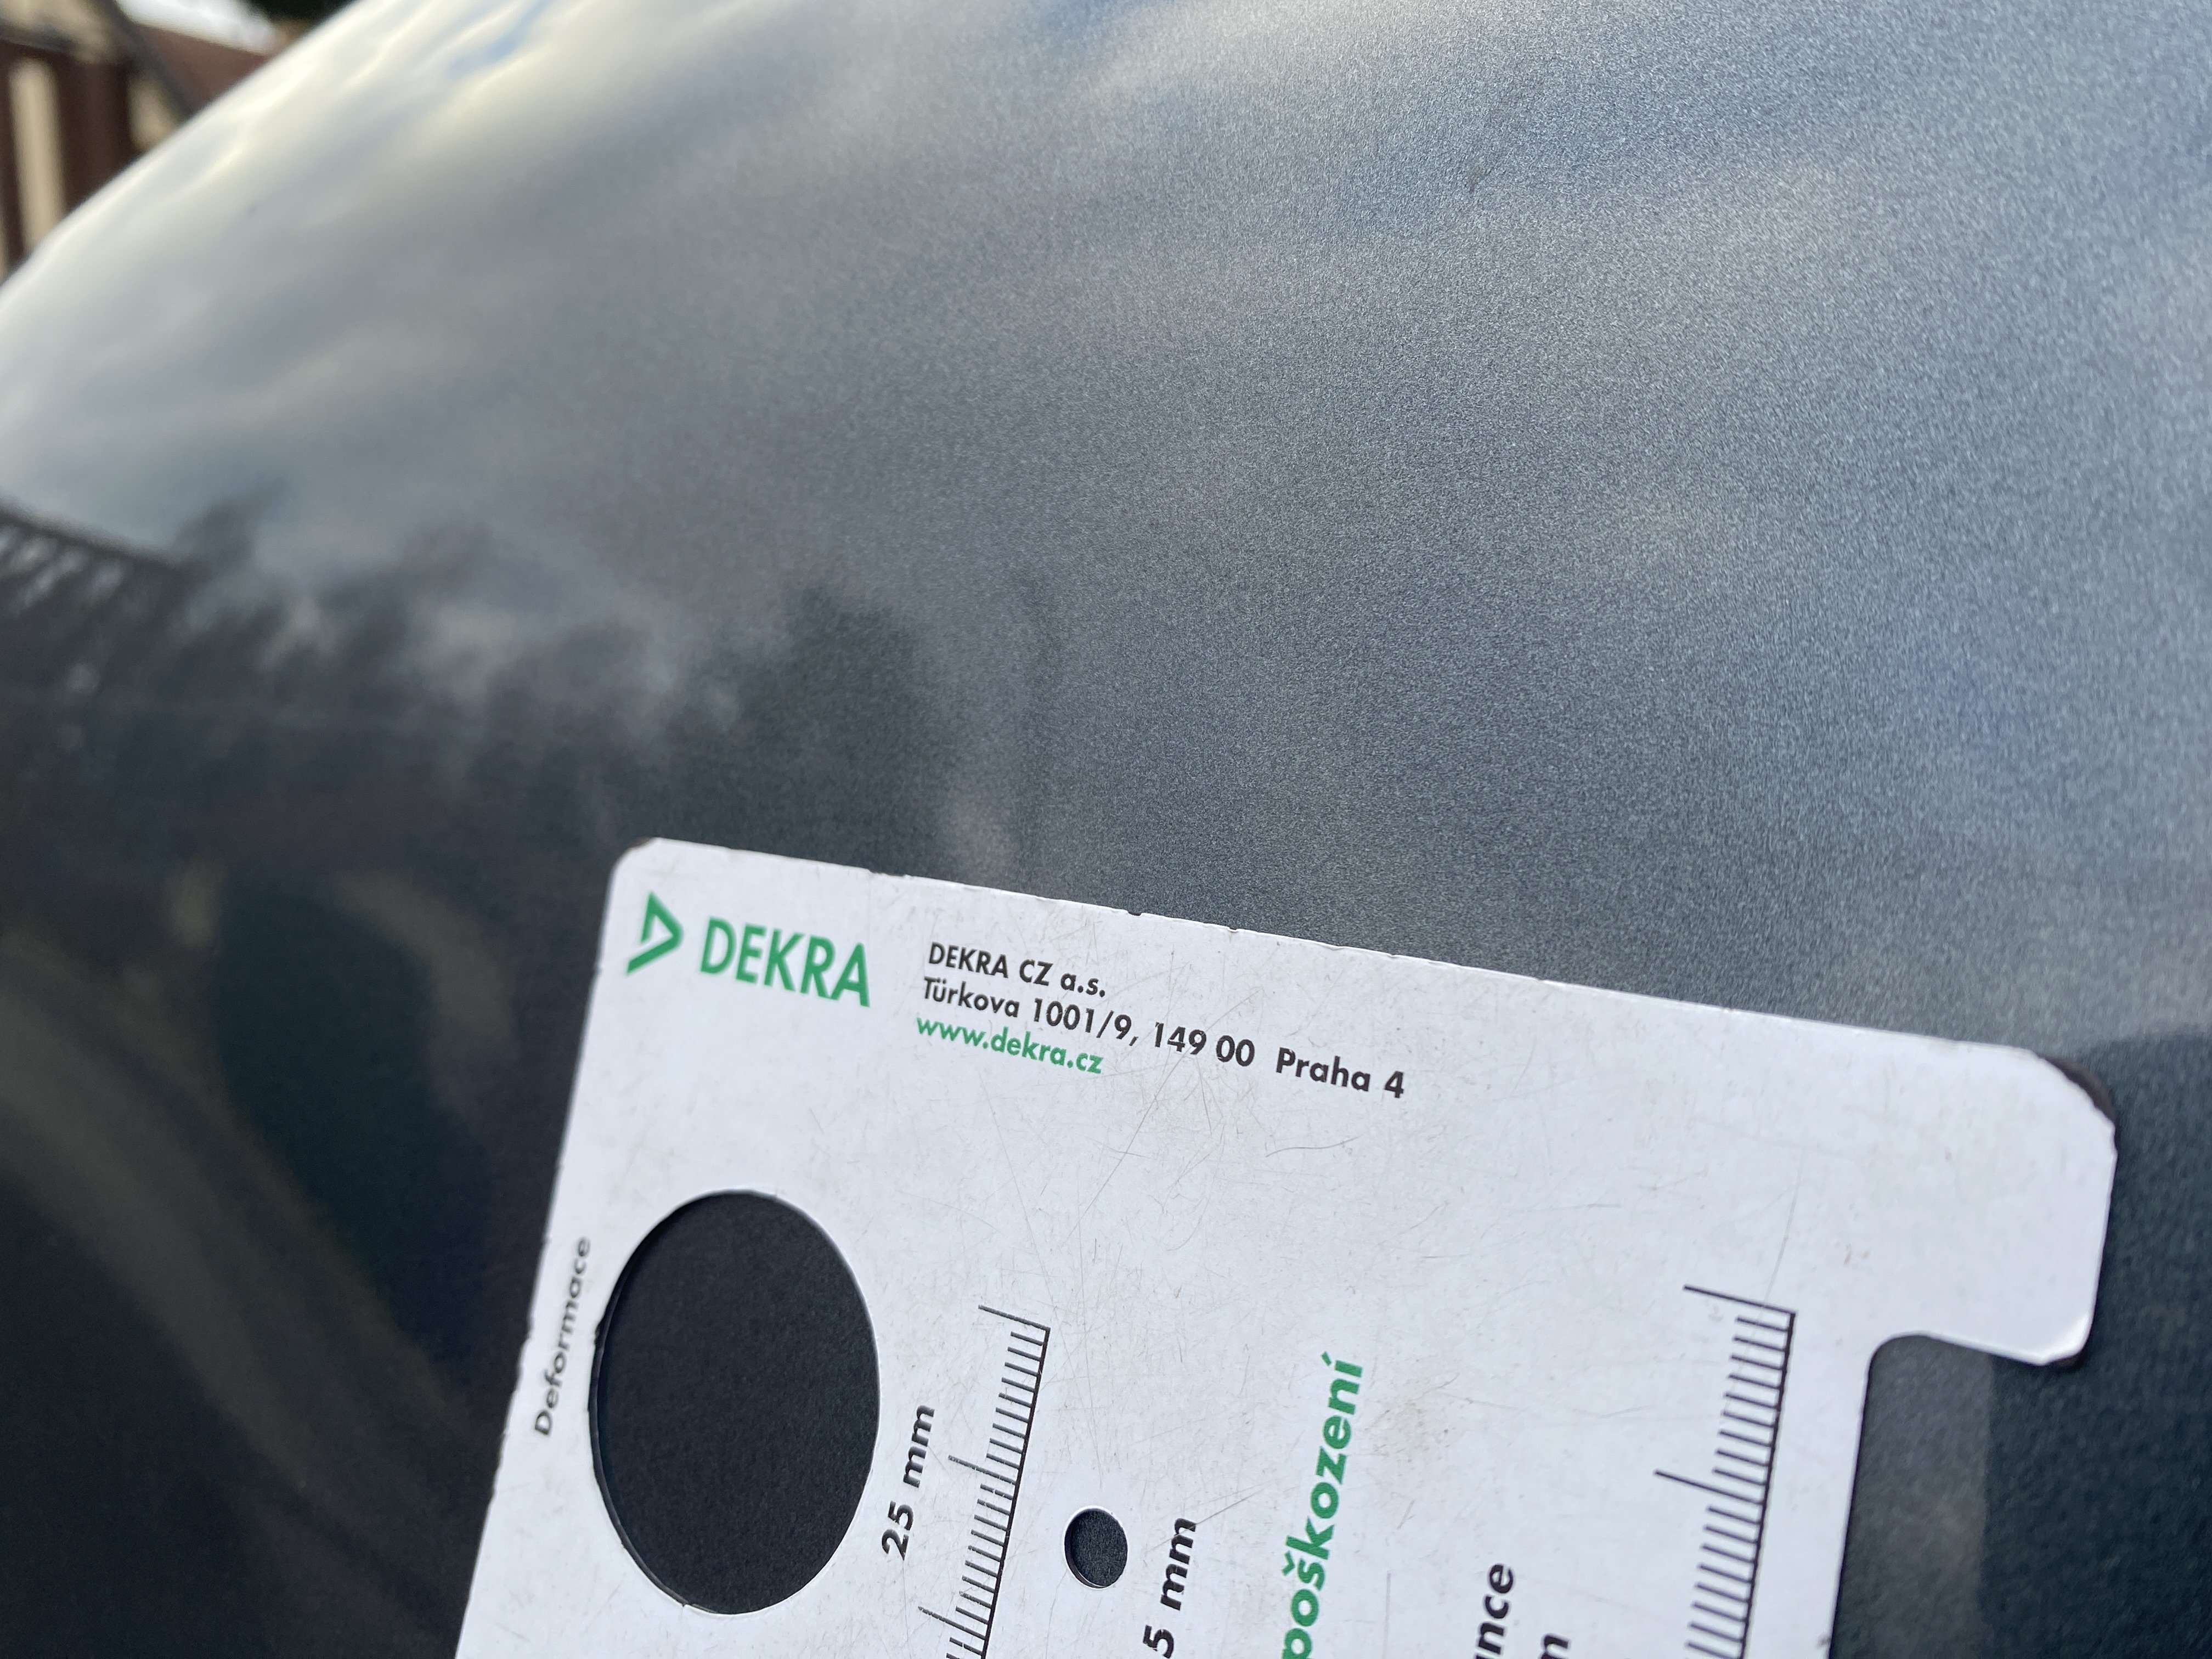 DEKRA
DEKRA CZ a.s.
Türkova 1001/9, 149 00 Praha 4
www.dekra.cz
Deformace
25 mm
5 mm
poškození